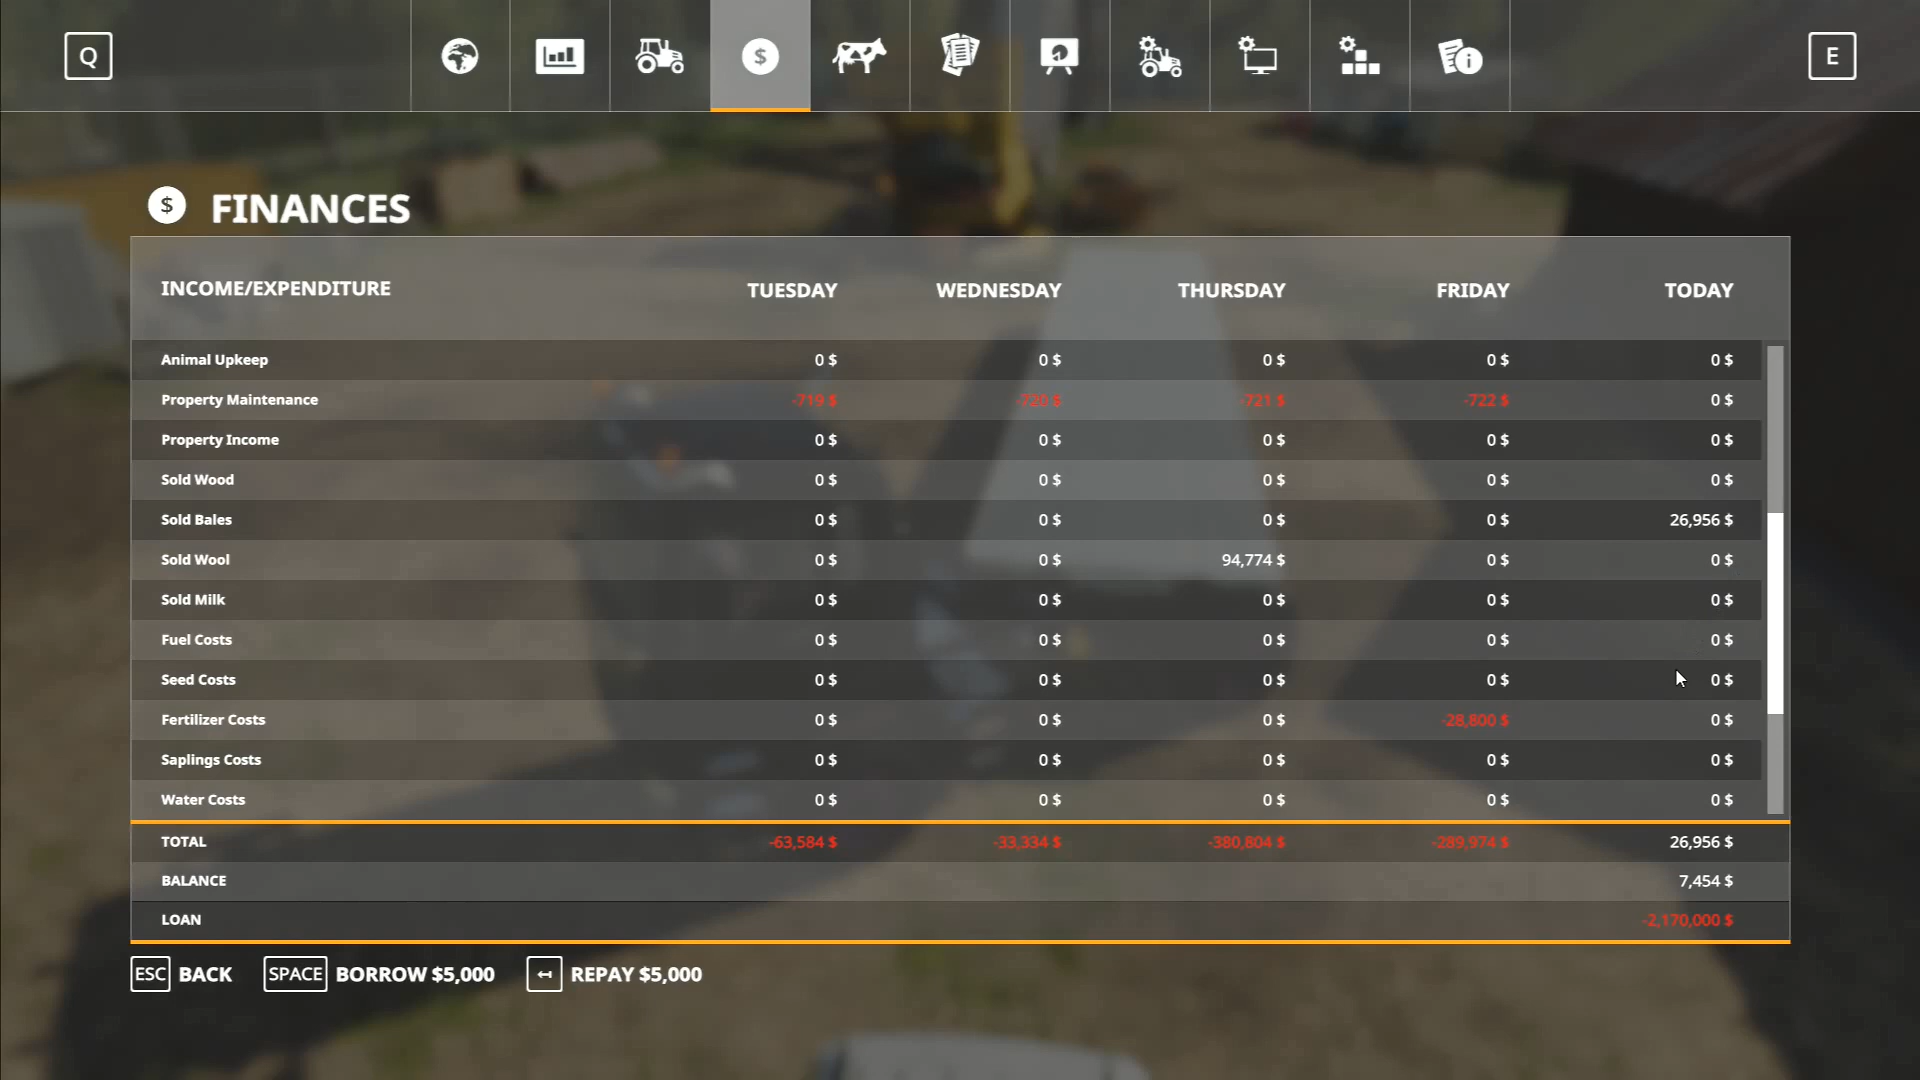 Q
E
FINANCES
INCOME/EXPENDITURE TUESDAY WEDNESDAY THURSDAY FRIDAY TODAY
Animal Upkeep 0 $ 0 $ 0 $ 0 $ 0 $
Property Maintenance -719 $ -720 $ -721 $ -722 $ 0 $
Property Income 0 $ 0 $ 0 $ 0 $ 0 $
Sold Wood 0 $ 0 $ 0 $ 0 $ 0 $
Sold Bales 0 $ 0 $ 0 $ 0 $ 26,956 $
Sold Wool 0 $ 0 $ 94,774 $ 0 $ 0 $
Sold Milk 0 $ 0 $ 0 $ 0 $ 0 $
Fuel Costs 0 $ 0 $ 0 $ 0 $ 0 $
Seed Costs 0 $ 0 $ 0 $ 0 $ 0 $
Fertilizer Costs 0 $ 0 $ 0 $ -28,800 $ 0 $
Saplings Costs 0 $ 0 $ 0 $ 0 $ 0 $
Water Costs 0 $ 0 $ 0 $ 0 $ 0 $
TOTAL -63,584 $ -33,334 $ -380,804 $ -289,974 $ 26,956 $
BALANCE 7,454 $
LOAN -2,170,000 $
ESC BACK SPACE BORROW $5,000 REPAY $5,000